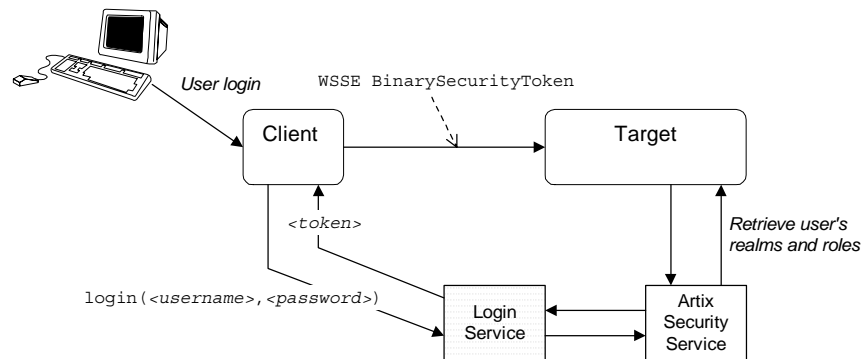 User login
WSSE BinarySecurityToken
Client
Target
<token>
Retrieve user's
realms and roles
login(<username>,<password>)
Login
Service
Artix
Security
Service